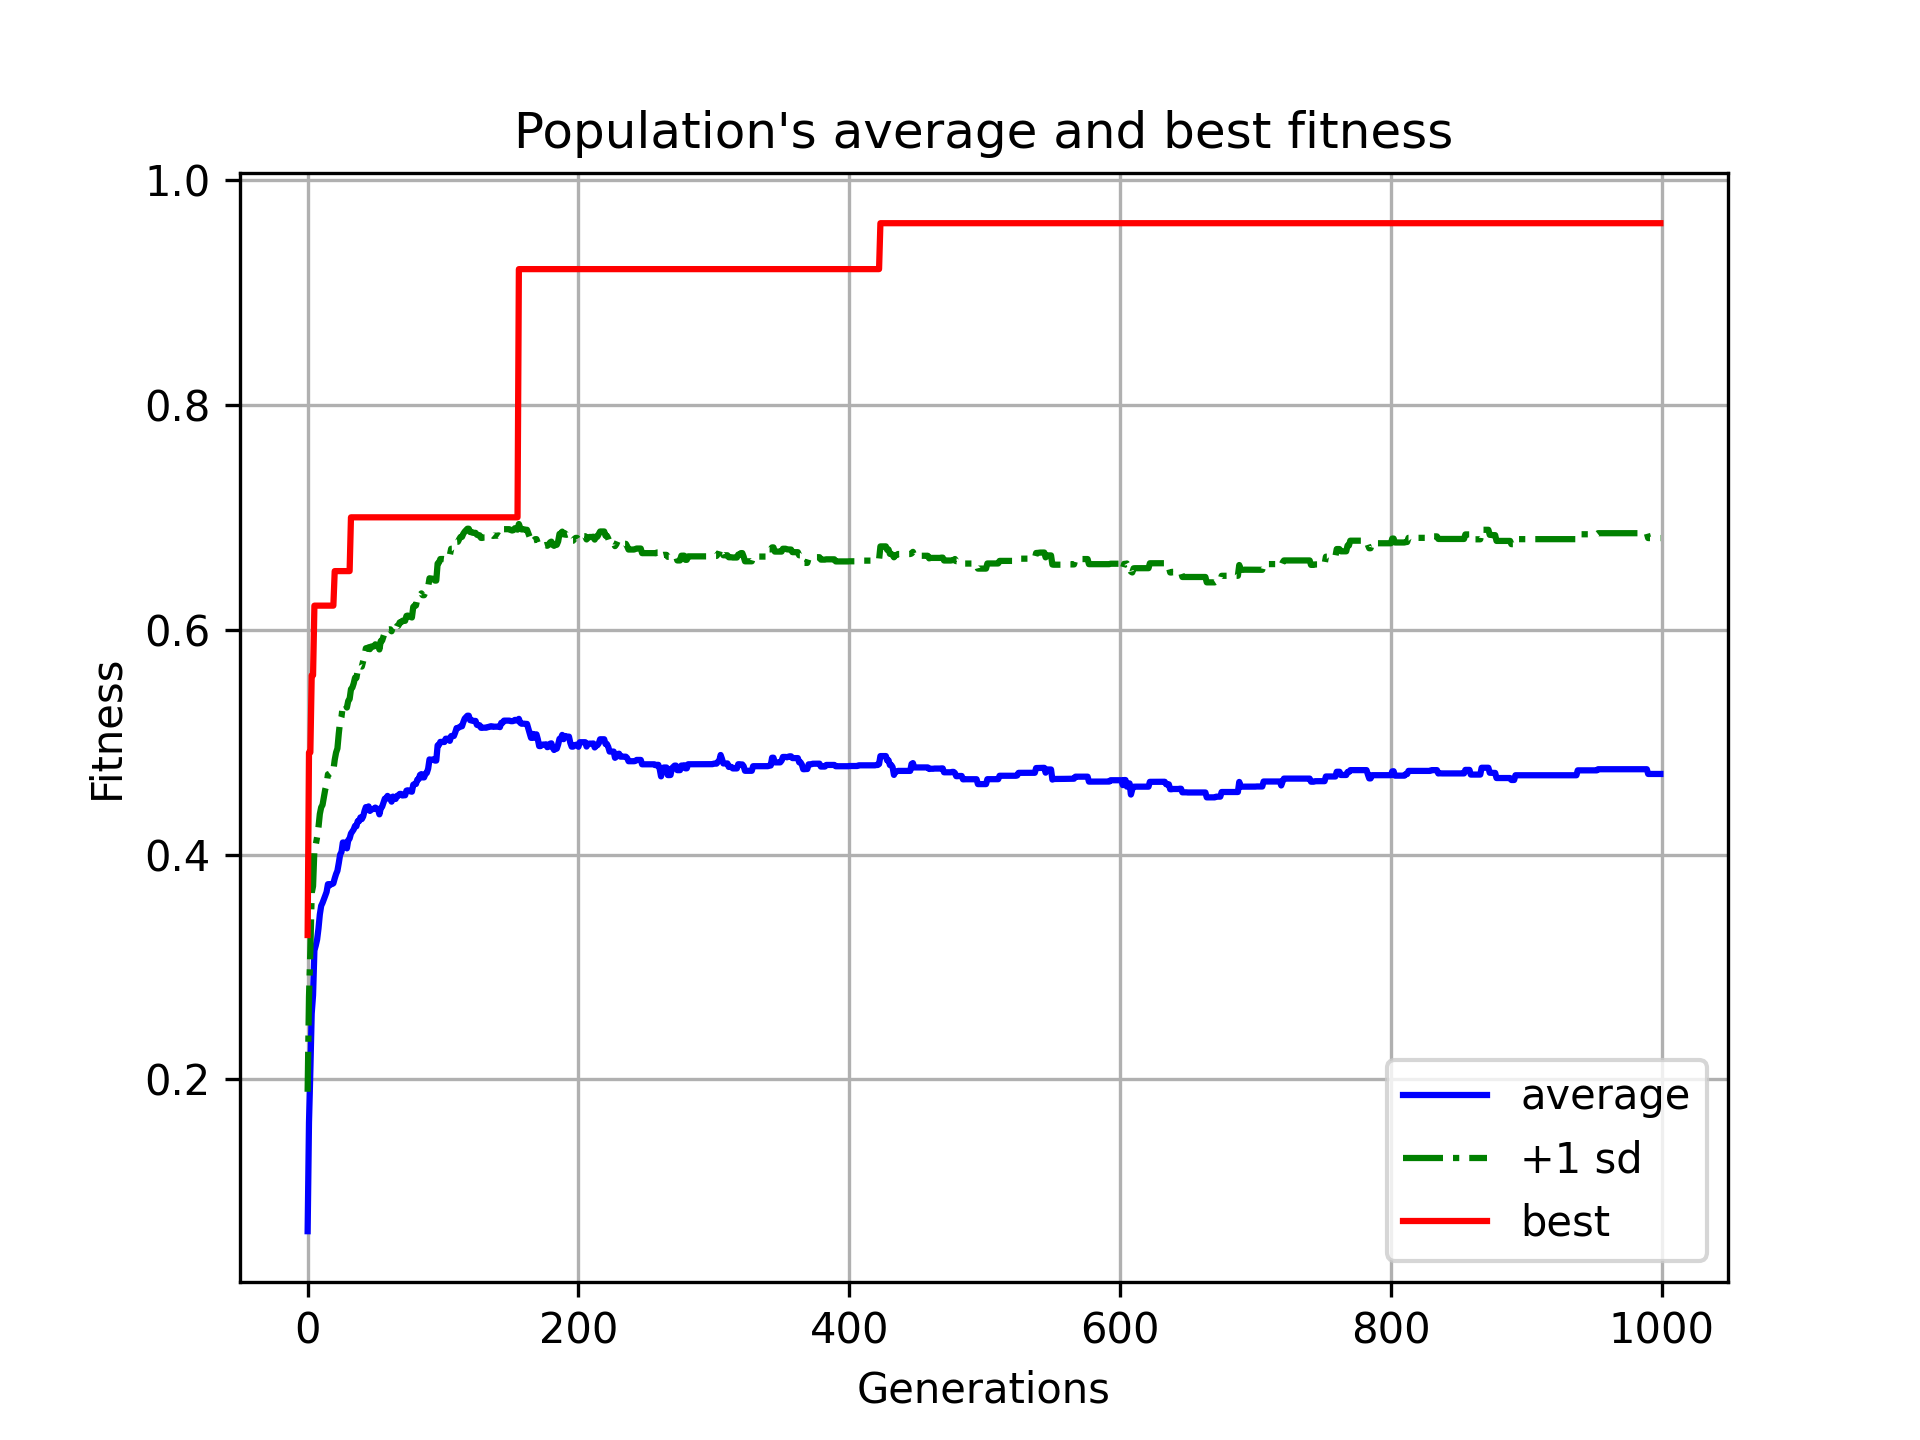 Population's average and best fitness
1.0
0.8
0.6
0.4
0.2
Fitness
0 200 400 600 800 1000
Generations
average
+1 sd
best